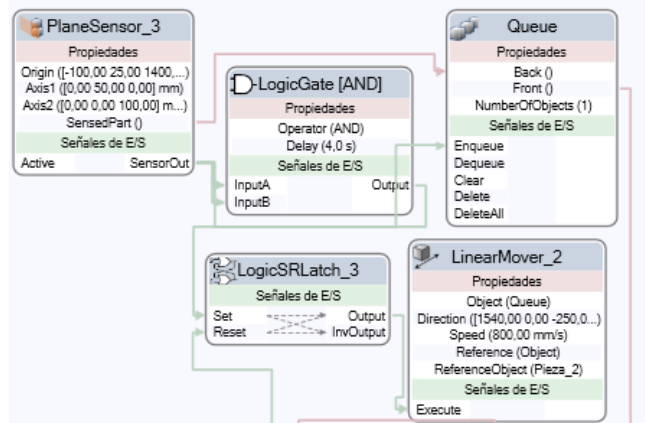 PlaneSensor_3
Propiedades
Origin ([-100,00 25,00 1400,...)
Axis1 ([0,00 50,00 0,00] mm)
Axis2 ([0,00 0,00 100,00] m...)
SensedPart ()
Señales de E/S
Active SensorOut
LogicGate [AND]
Propiedades
Operator (AND)
Delay (4,0 s)
Señales de E/S
InputA Output
InputB
Queue
Propiedades
Back ()
Front ()
NumberOfObjects (1)
Señales de E/S
Enqueue
Dequeue
Clear
Delete
DeleteAll
LogicSRLatch_3
Señales de E/S
Set Output
Reset InvOutput
LinearMover_2
Propiedades
Object (Queue)
Direction ([1540,00 0,00 -250,0...)
Speed (800,00 mm/s)
Reference (Object)
ReferenceObject (Pieza_2)
Señales de E/S
Execute